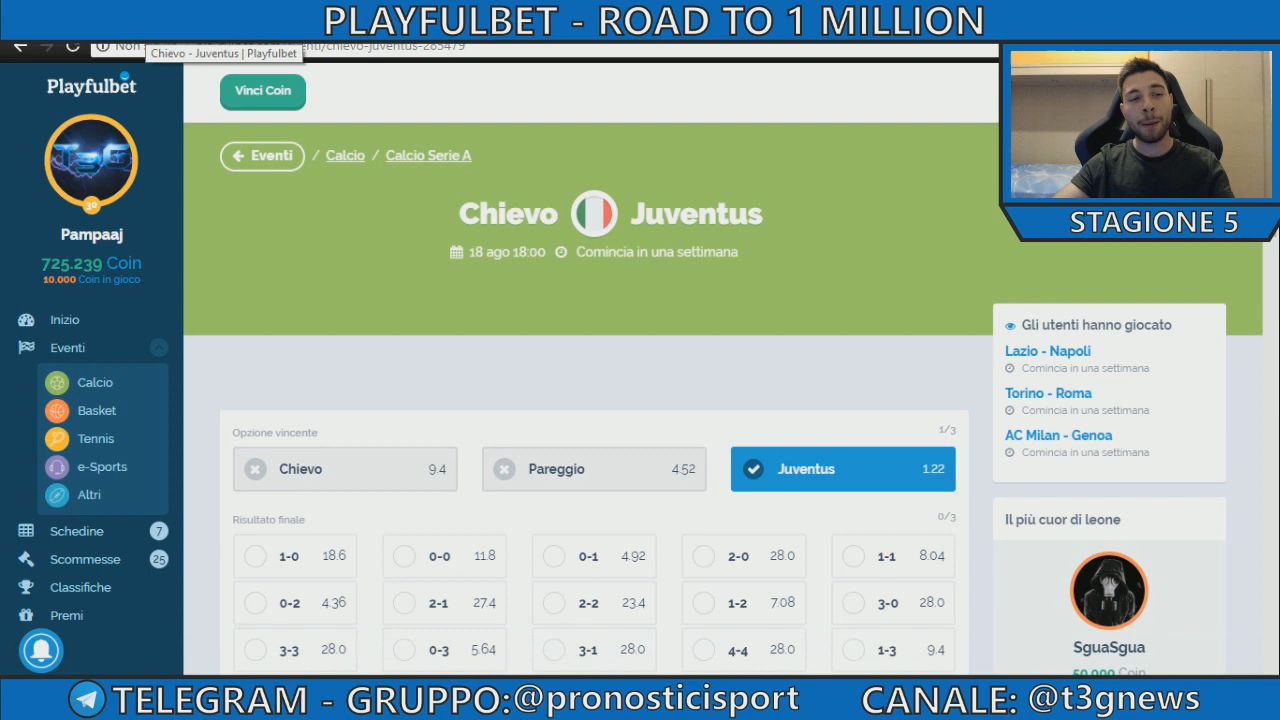 PLAYFULBET - ROAD TO 1 MILLION
Chievo - Juventus | Playfulbet
Playfulbet
Vinci Coin
T3G
30
Pampaaj
725.239 Coin
10.000 Coin in gioco
Inizio
Eventi
Calcio
Basket
Tennis
e-Sports
Altri
Schedine 7
Scommesse 25
Classifiche
Premi
Eventi / Calcio / Calcio Serie A
Chievo Juventus
18 ago 18:00 Comincia in una settimana
STAGIONE 5
Opzione vincente 1/3
Chievo 9.4 Pareggio 4.52 Juventus 1.22
Risultato finale 0/3
1-0 18.6 0-0 11.8 0-1 4.92 2-0 28.0 1-1 8.04
0-2 4.36 2-1 27.4 2-2 23.4 1-2 7.08 3-0 28.0
3-3 28.0 0-3 5.64 3-1 28.0 4-4 28.0 1-3 9.4
Gli utenti hanno giocato
Lazio - Napoli
Comincia in una settimana
Torino - Roma
Comincia in una settimana
AC Milan - Genoa
Comincia in una settimana
Il più cuor di leone
SguaSgua
50.000 Coin
TELEGRAM - GRUPPO:@pronosticisport CANALE: @t3gnews